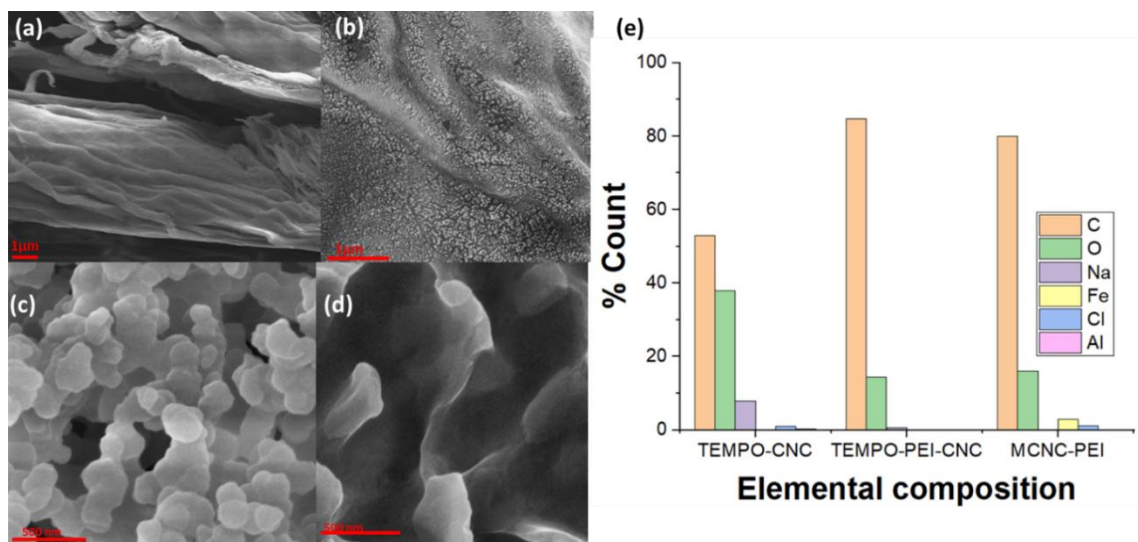 (a)
1µm
(b)
1µm
(c)
500 nm
(d)
500 nm
(e)
% Count
100
80
60
40
20
0
C
O
Na
Fe
Cl
Al
TEMPO-CNC
TEMPO-PEI-CNC
MCNC-PEI
Elemental composition